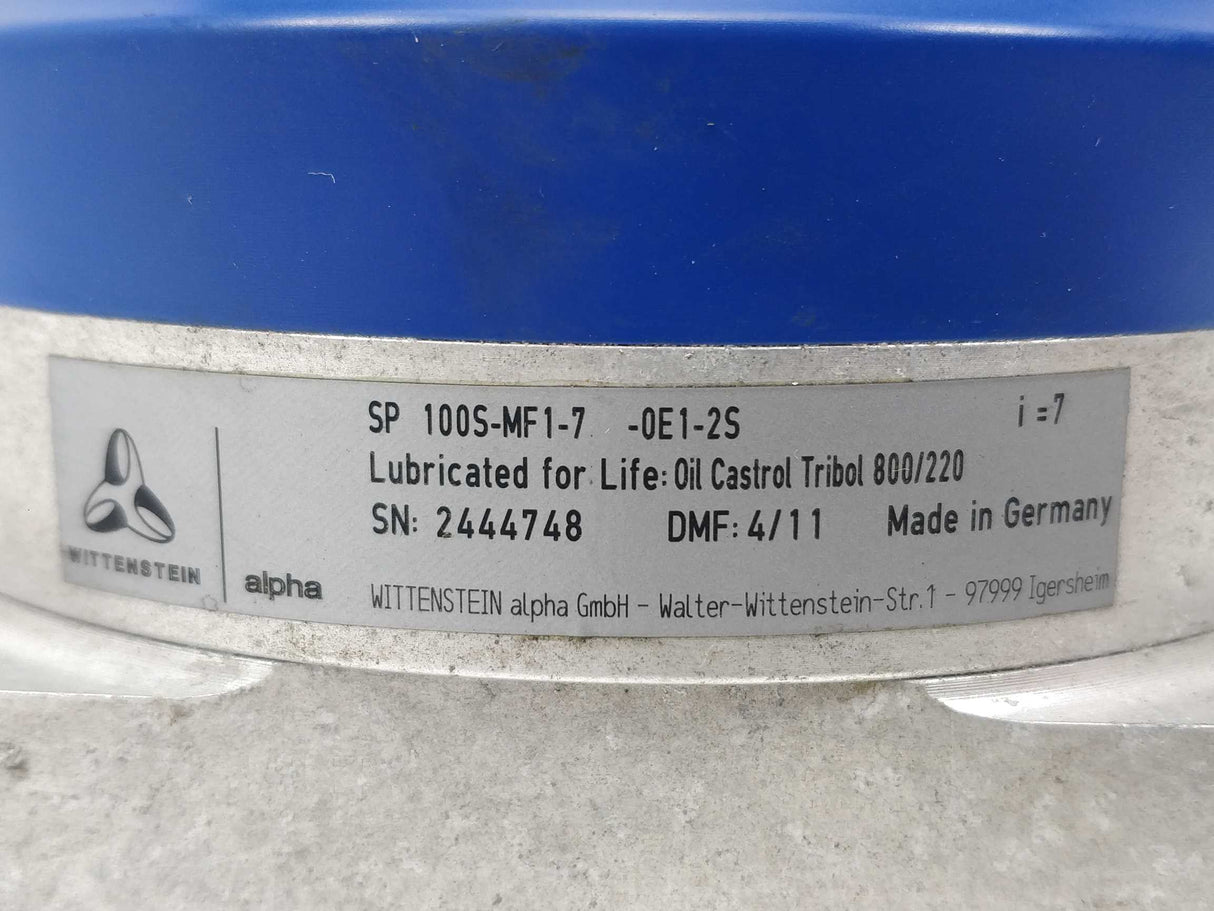 SP 100S-MF1-7 -0E1-2S i=7
Lubricated for Life: Oil Castrol Tribol 800/220
SN: 2444748 DMF: 4/11 Made in Germany
WITTENSTEIN alpha GmbH - Walter-Wittenstein-Str.1 - 97999 Igersheim
WITTENSTEIN
alpha